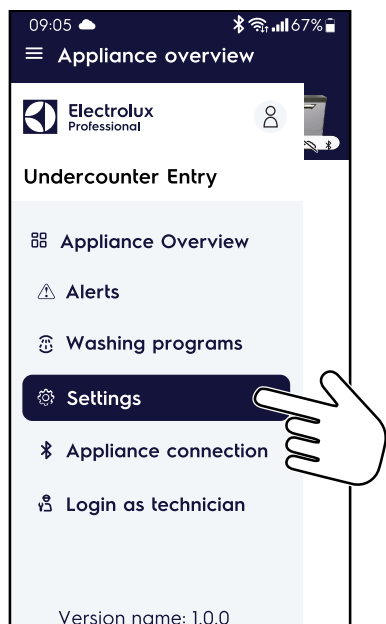 09:05 67%
Appliance overview
Electrolux
Professional
Undercounter Entry
Appliance Overview
Alerts
Washing programs
Settings
Appliance connection
Login as technician
Version name: 1.0.0